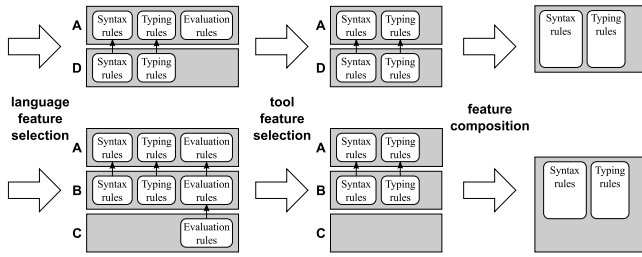 A
Syntax rules
Typing rules
Evaluation rules
D
Syntax rules
Typing rules
A
Syntax rules
Typing rules
D
Syntax rules
Typing rules
Syntax rules
Typing rules
language
feature
selection
tool
feature
selection
feature
composition
A
Syntax rules
Typing rules
Evaluation rules
B
Syntax rules
Typing rules
Evaluation rules
C
Evaluation rules
A
Syntax rules
Typing rules
B
Syntax rules
Typing rules
C
Syntax rules
Typing rules